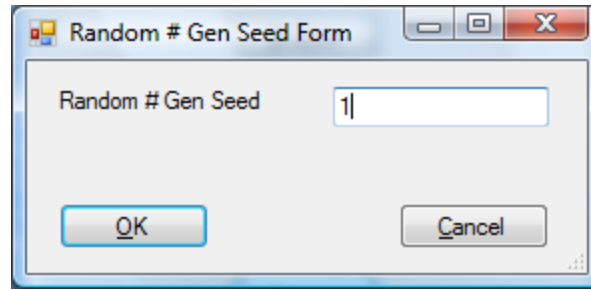 Random # Gen Seed Form
Random # Gen Seed 1
OK Cancel